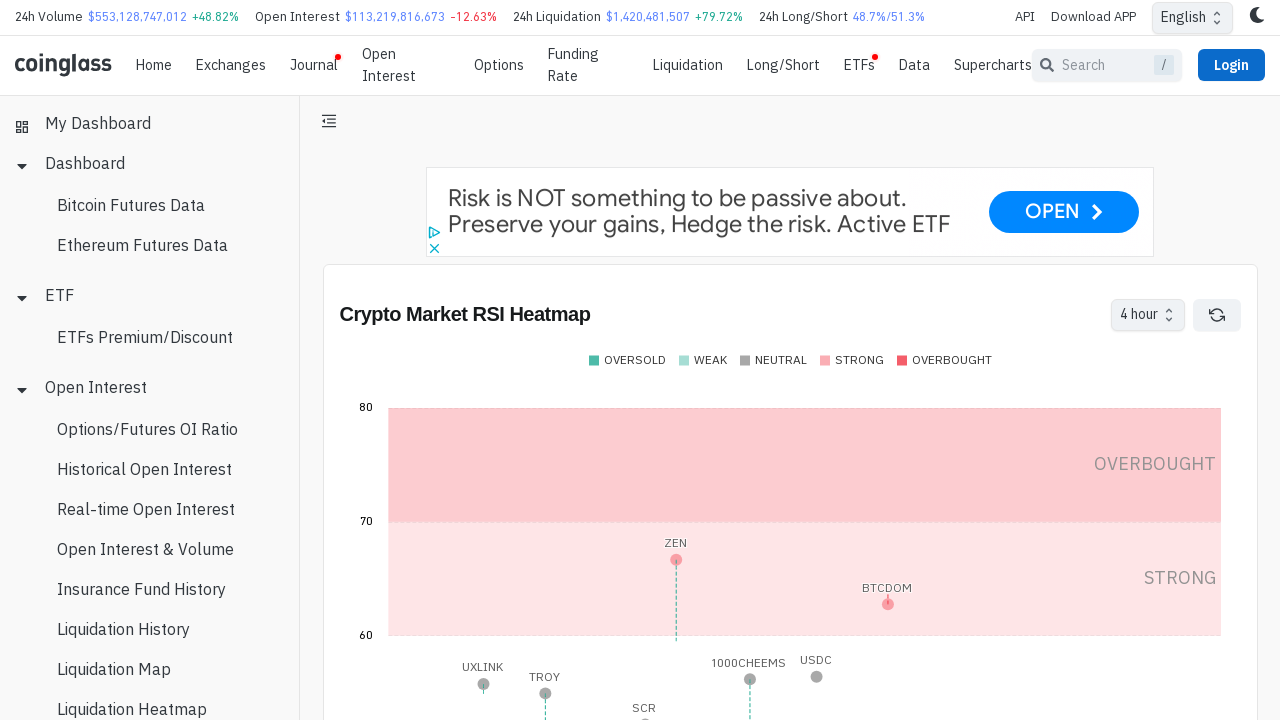 24h Volume $553,128,747,012 +48.82% Open Interest $113,219,816,673 -12.63% 24h Liquidation $1,420,481,507 +79.72% 24h Long/Short 48.7%/51.3% API Download APP English
coinglass Home Exchanges Journal Open Interest Options Funding Rate Liquidation Long/Short ETFs Data Supercharts Search / Login
My Dashboard
Dashboard
Bitcoin Futures Data
Ethereum Futures Data
ETF
ETFs Premium/Discount
Open Interest
Options/Futures OI Ratio
Historical Open Interest
Real-time Open Interest
Open Interest & Volume
Insurance Fund History
Liquidation History
Liquidation Map
Liquidation Heatmap
Risk is NOT something to be passive about.
Preserve your gains, Hedge the risk. Active ETF
OPEN
Crypto Market RSI Heatmap
4 hour
OVERSOLD WEAK NEUTRAL STRONG OVERBOUGHT
80
OVERBOUGHT
70
ZEN
STRONG
BTCDOM
60
USDC
1000CHEEMS
UXLINK
TROY
SCR